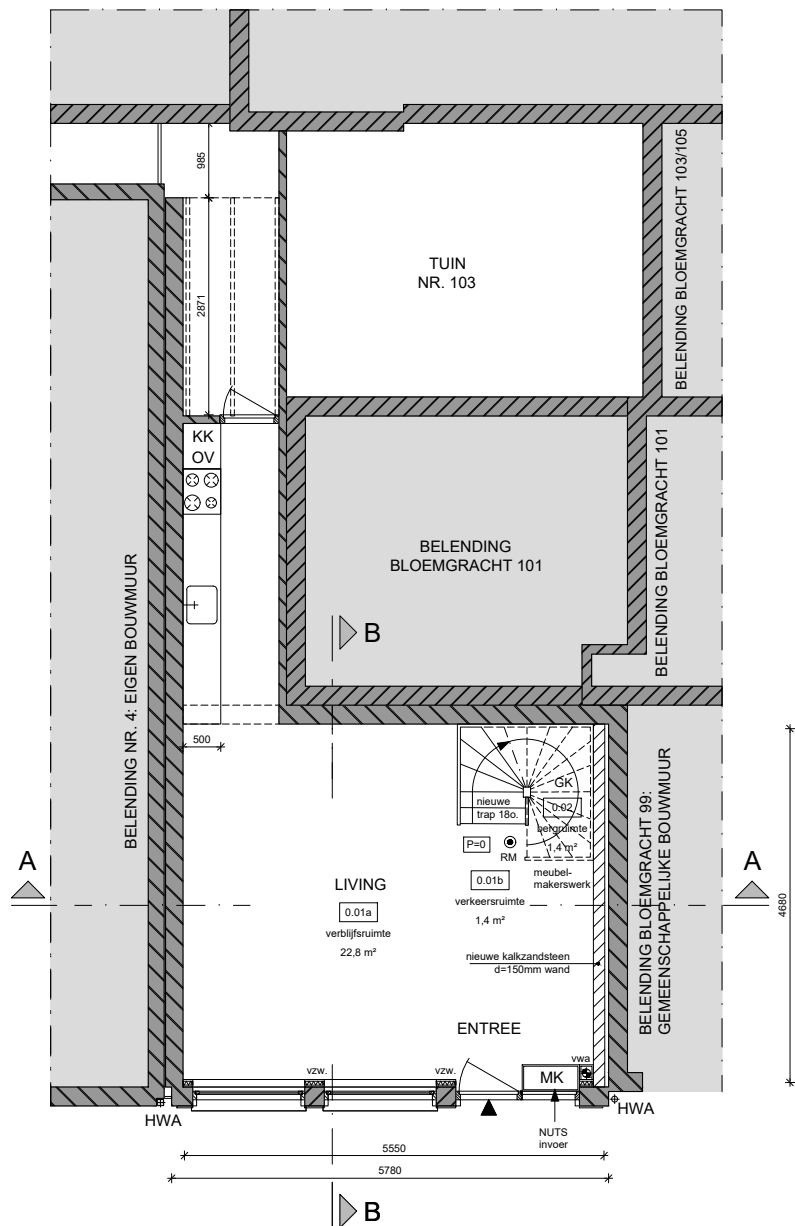 985
2871
TUIN
NR. 103
BELENDING BLOEMGRACHT 103/105
KK
OV
BELENDING
BLOEMGRACHT 101
BELENDING BLOEMGRACHT 101
B
BELENDING NR. 4: EIGEN BOUWMUUR
500
GK
nieuwe
trap 18o.
0.02
bergruimte
1,4 m²
P=0
RM
meubel-
makerswerk
A
LIVING
0.01a
verblijfsruimte
22,8 m²
0.01b
verkeersruimte
1,4 m²
A
4680
BELENDING BLOEMGRACHT 99:
GEMEENSCHAPPELIJKE BOUWMUUR
nieuwe kalkzandsteen
d=150mm wand
ENTREE
vzw.
vzw.
vwa
MK
HWA
HWA
NUTS
invoer
5550
5780
B